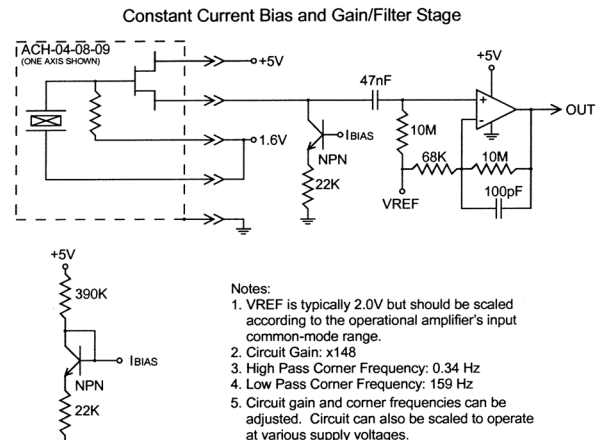 Constant Current Bias and Gain/Filter Stage
ACH-04-08-09
(ONE AXIS SHOWN)
+5V
1.6V
IBIAS
NPN
22K
47nF
10M
VREF
68K
10M
100pF
+5V
+
-
OUT
+5V
390K
IBIAS
NPN
22K
Notes:
1. VREF is typically 2.0V but should be scaled
according to the operational amplifier's input
common-mode range.
2. Circuit Gain: x148
3. High Pass Corner Frequency: 0.34 Hz
4. Low Pass Corner Frequency: 159 Hz
5. Circuit gain and corner frequencies can be
adjusted. Circuit can also be scaled to operate
at various supply voltages.